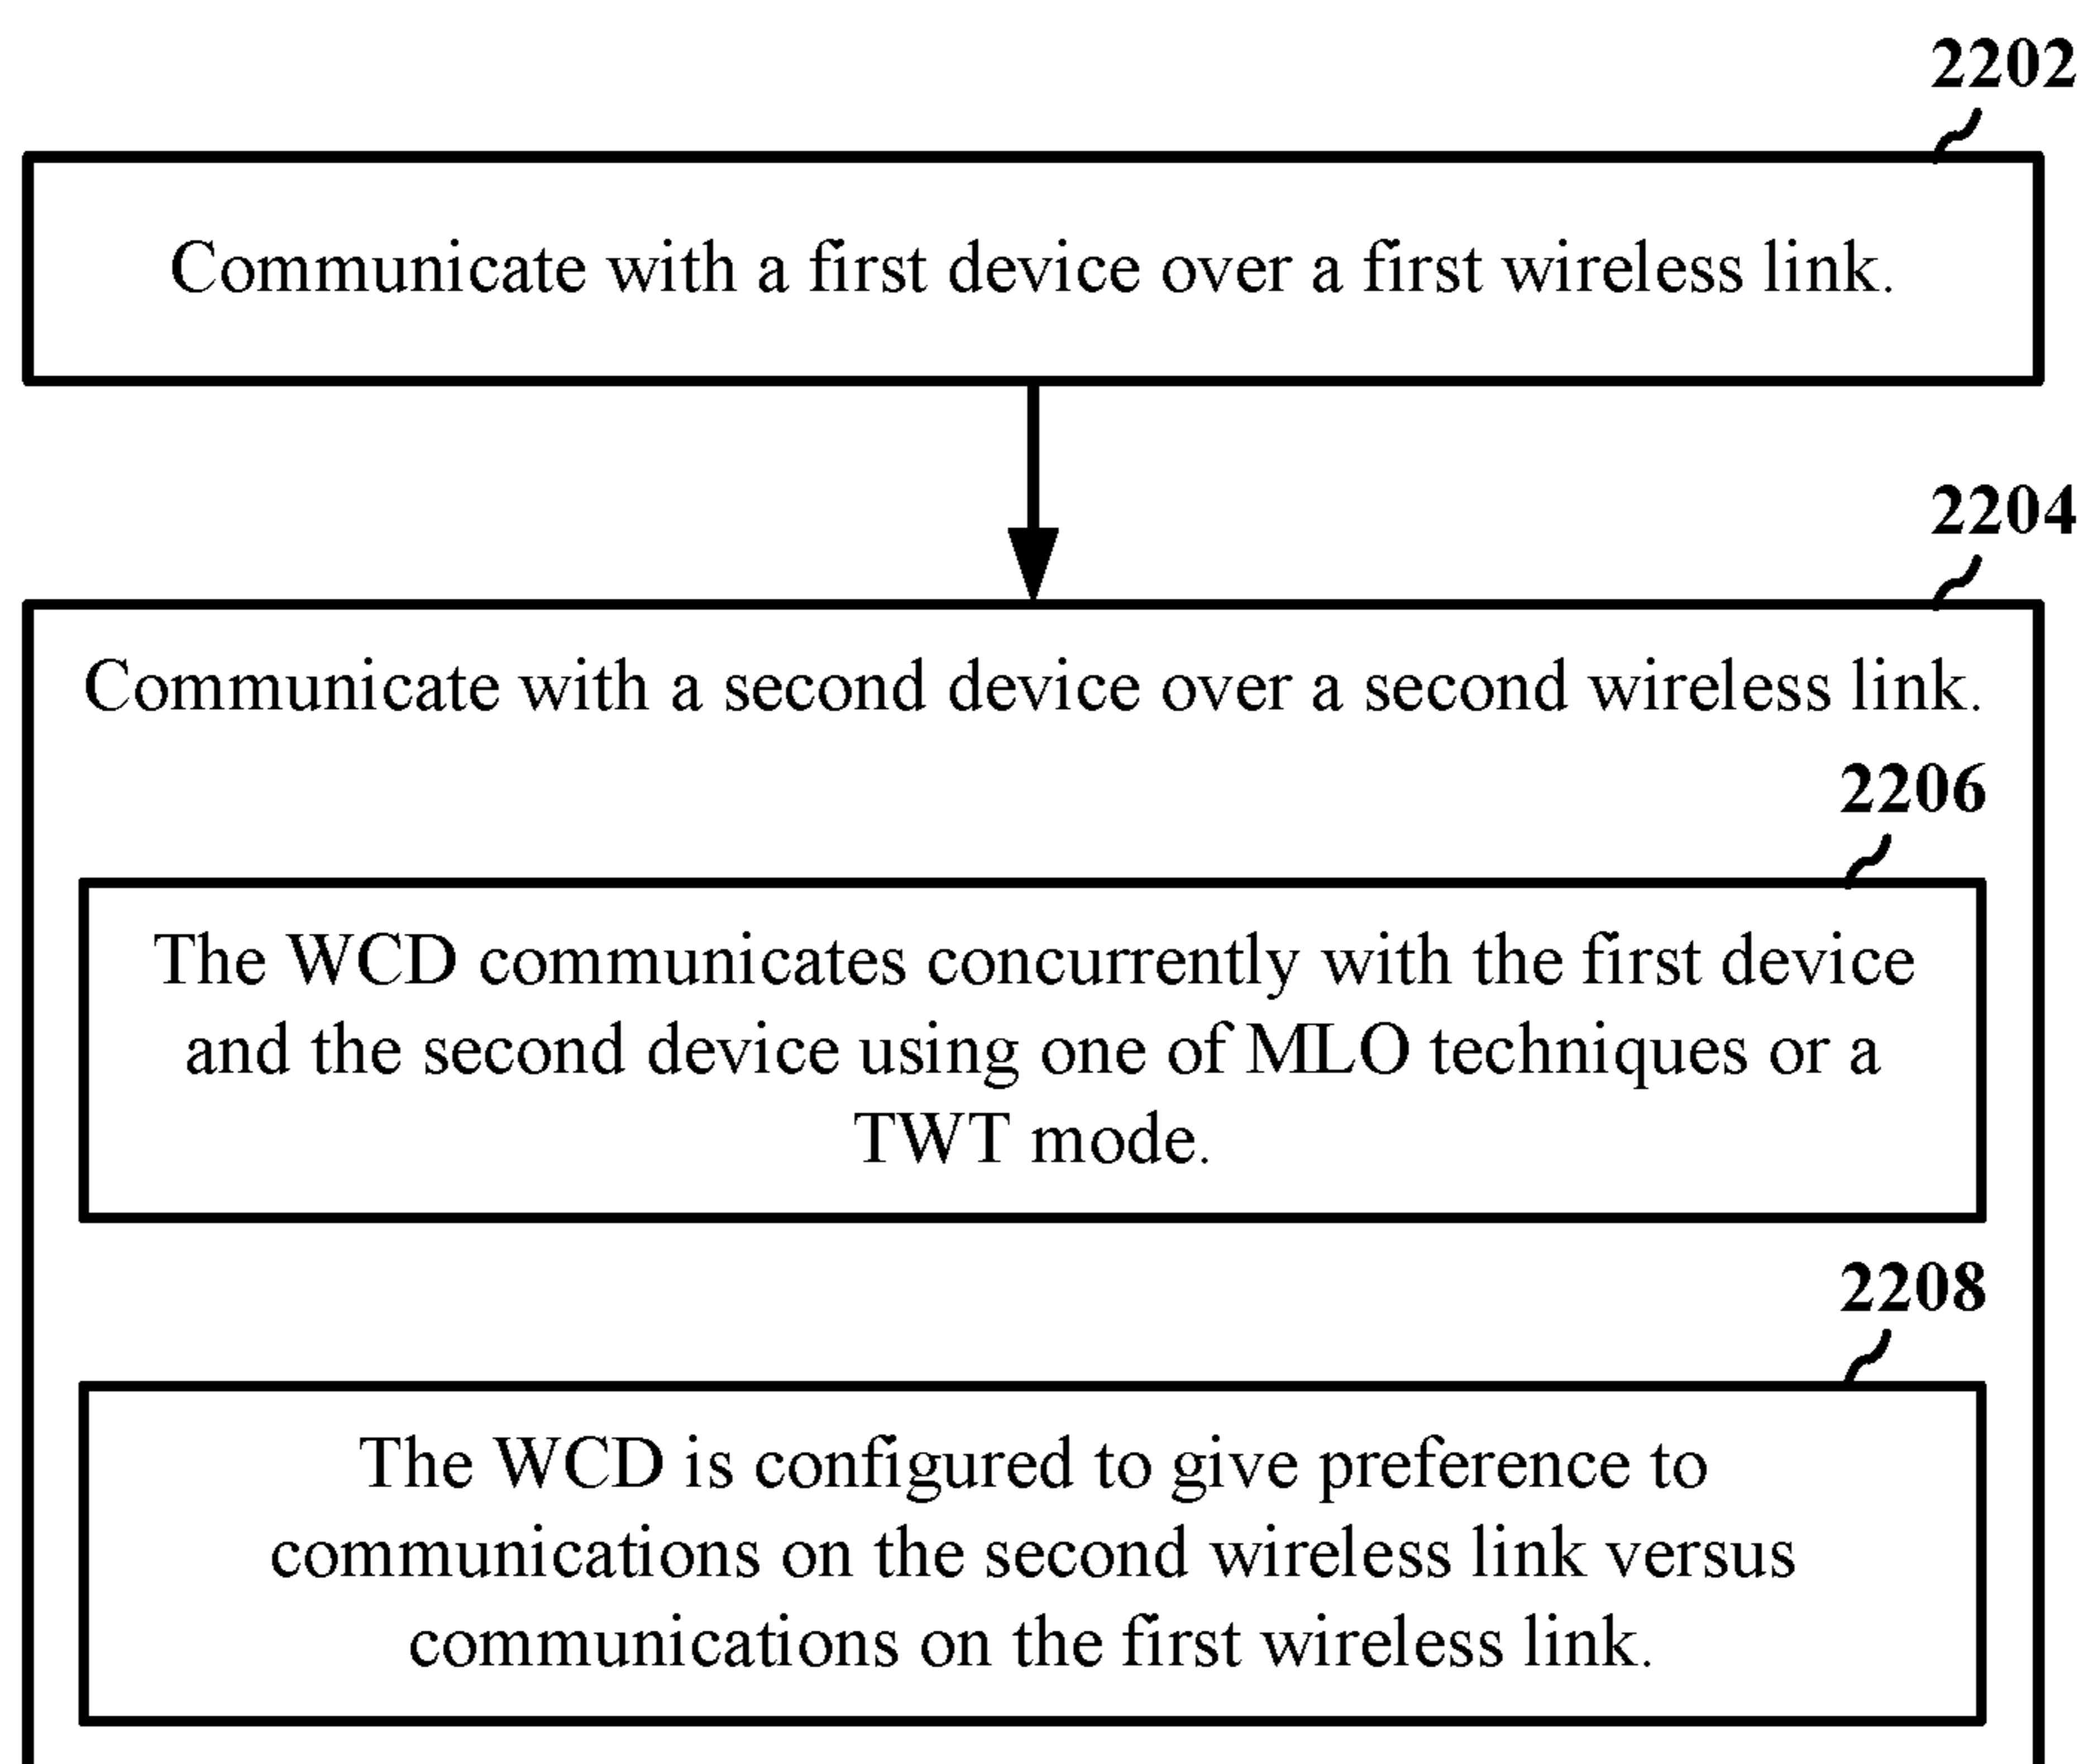 2202
Communicate with a first device over a first wireless link.
2204
Communicate with a second device over a second wireless link.
2206
The WCD communicates concurrently with the first device
and the second device using one of MLO techniques or a
TWT mode.
2208
The WCD is configured to give preference to
communications on the second wireless link versus
communications on the first wireless link.